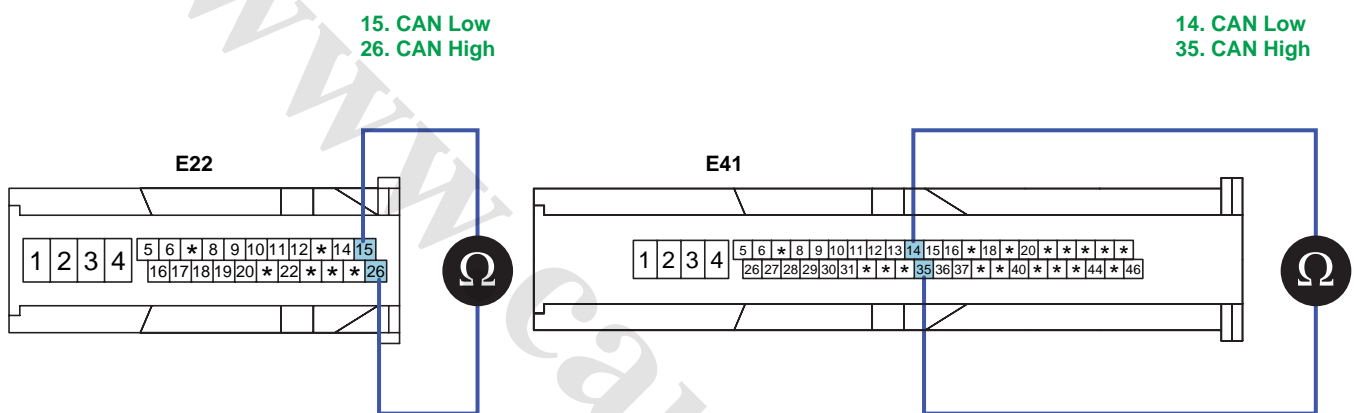 15. CAN Low
26. CAN High
14. CAN Low
35. CAN High
E22
E41
1 2 3 4
5 6 * 8 9 10 11 12 * 14 15
16 17 18 19 20 * 22 * * * 26
Ω
1 2 3 4
5 6 * 8 9 10 11 12 13 14 15 16 * 18 * 20 * * * * *
26 27 28 29 30 31 * * * 35 36 37 * * 40 * * * 44 * 46
Ω
www.ca